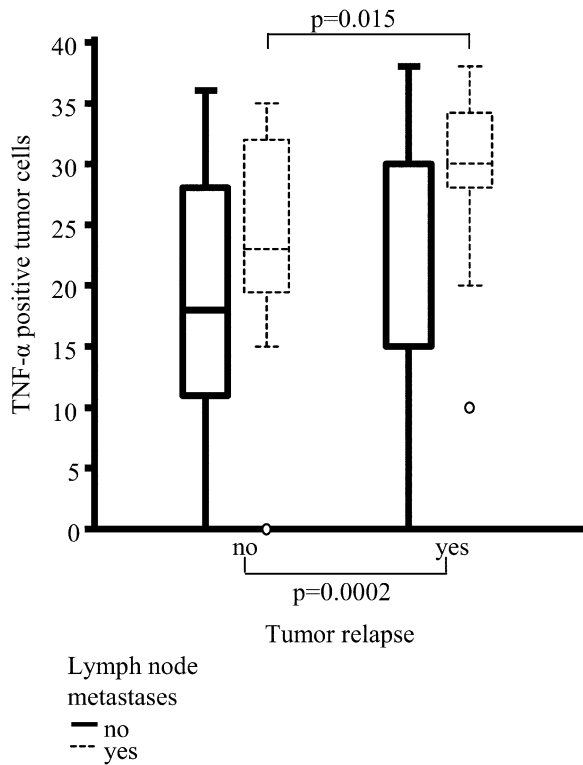 p=0.015
40
35
30
25
20
15
10
5
0
TNF-α positive tumor cells
no yes
p=0.0002
Tumor relapse
Lymph node
metastases
no
yes